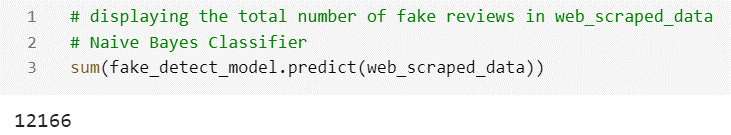 1 # displaying the total number of fake reviews in web_scraped_data
2 # Naive Bayes Classifier
3 sum(fake_detect_model.predict(web_scraped_data))
12166